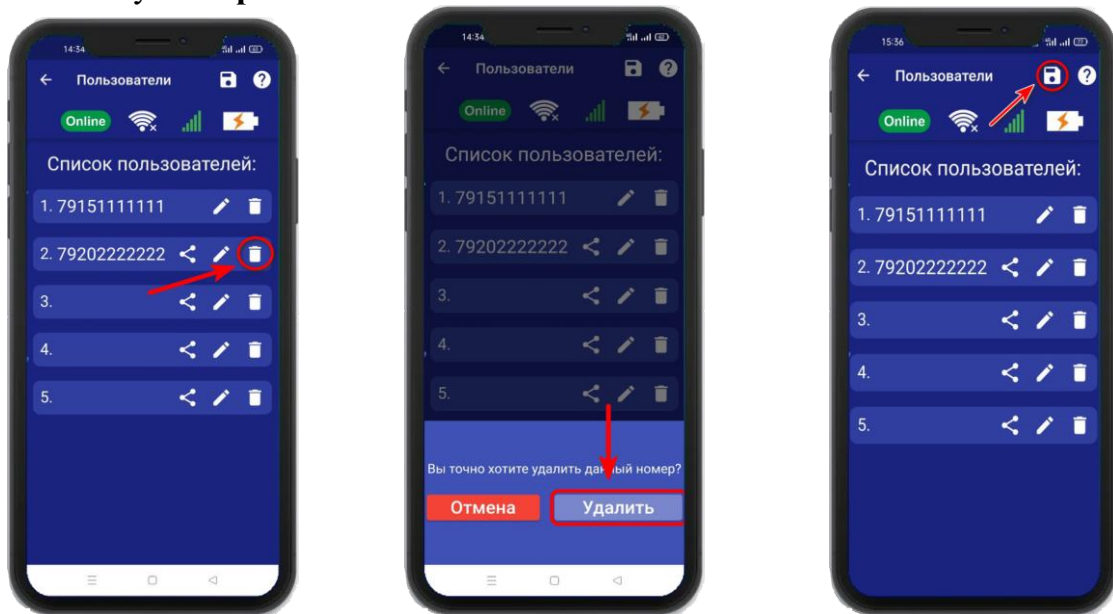 14:34
Пользователи
Online
Список пользователей:
1. 79151111111
2. 79202222222
3.
4.
5.
14:34
Пользователи
Online
Список пользователей:
1. 79151111111
2. 79202222222
3.
4.
5.
Вы точно хотите удалить данный номер?
Отмена
Удалить
15:36
Пользователи
Online
Список пользователей:
1. 79151111111
2. 79202222222
3.
4.
5.